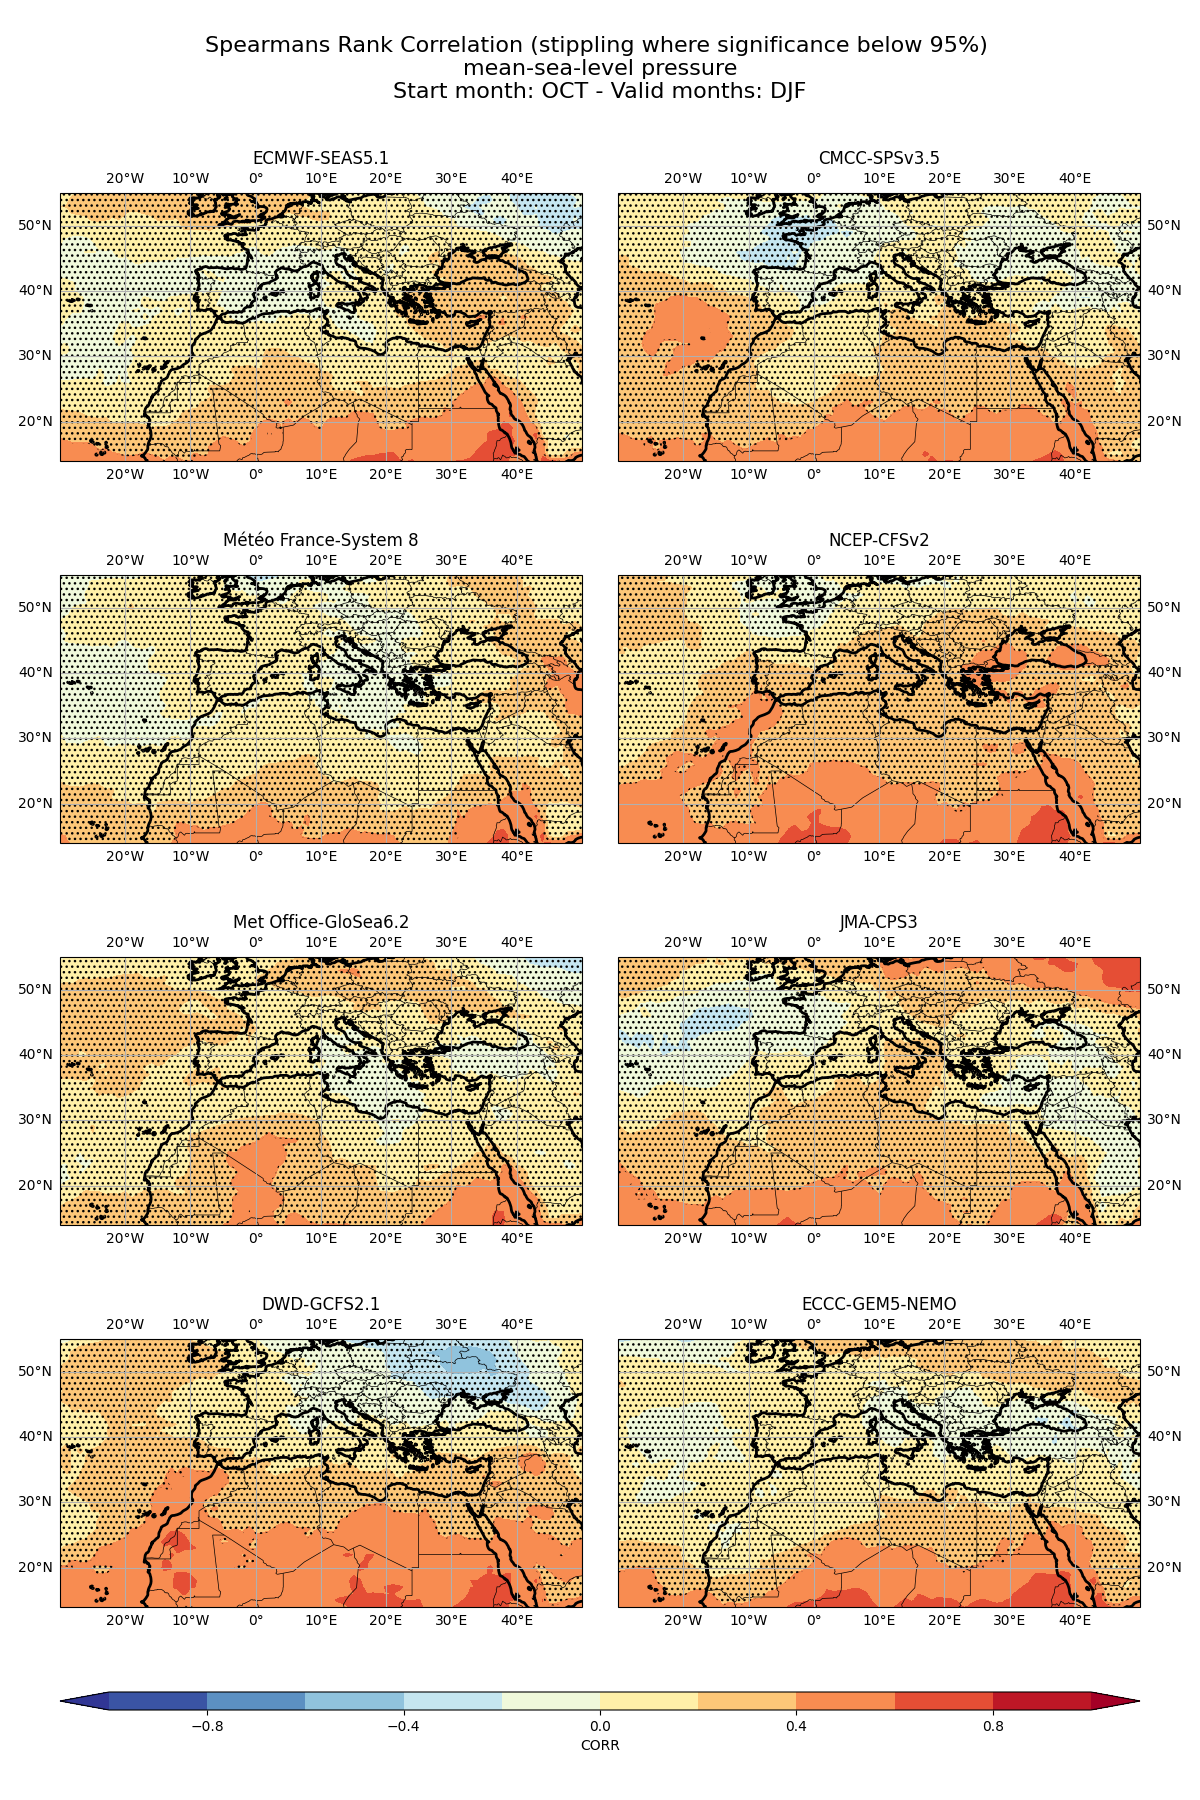 Spearmans Rank Correlation (stippling where significance below 95%)
mean-sea-level pressure
Start month: OCT - Valid months: DJF
ECMWF-SEAS5.1
20°W 10°W 0° 10°E 20°E 30°E 40°E
50°N
40°N
30°N
20°N
20°W 10°W 0° 10°E 20°E 30°E 40°E
CMCC-SPSv3.5
20°W 10°W 0° 10°E 20°E 30°E 40°E
50°N
40°N
30°N
20°N
20°W 10°W 0° 10°E 20°E 30°E 40°E
Météo France-System 8
20°W 10°W 0° 10°E 20°E 30°E 40°E
50°N
40°N
30°N
20°N
20°W 10°W 0° 10°E 20°E 30°E 40°E
NCEP-CFSv2
20°W 10°W 0° 10°E 20°E 30°E 40°E
50°N
40°N
30°N
20°N
20°W 10°W 0° 10°E 20°E 30°E 40°E
Met Office-GloSea6.2
20°W 10°W 0° 10°E 20°E 30°E 40°E
50°N
40°N
30°N
20°N
20°W 10°W 0° 10°E 20°E 30°E 40°E
JMA-CPS3
20°W 10°W 0° 10°E 20°E 30°E 40°E
50°N
40°N
30°N
20°N
20°W 10°W 0° 10°E 20°E 30°E 40°E
DWD-GCFS2.1
20°W 10°W 0° 10°E 20°E 30°E 40°E
50°N
40°N
30°N
20°N
20°W 10°W 0° 10°E 20°E 30°E 40°E
ECCC-GEM5-NEMO
20°W 10°W 0° 10°E 20°E 30°E 40°E
50°N
40°N
30°N
20°N
20°W 10°W 0° 10°E 20°E 30°E 40°E
−0.8 −0.4 0.0 0.4 0.8
CORR